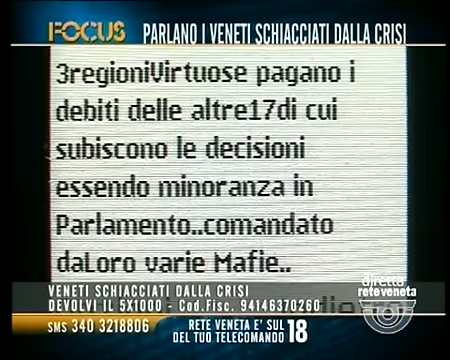 FOCUS PARLANO I VENETI SCHIACCIATI DALLA CRISI
3regioniVirtuose pagano i
debiti delle altre17di cui
subiscono le decisioni
essendo minoranza in
Parlamento..comandato
daLoro varie Mafie..
diretta
reteveneta
VENETI SCHIACCIATI DALLA CRISI
DEVOLVI IL 5X1000 - Cod.Fisc. 94146370260
SMS 340 3218806
RETE VENETA E' SUL
DEL TUO TELECOMANDO 18